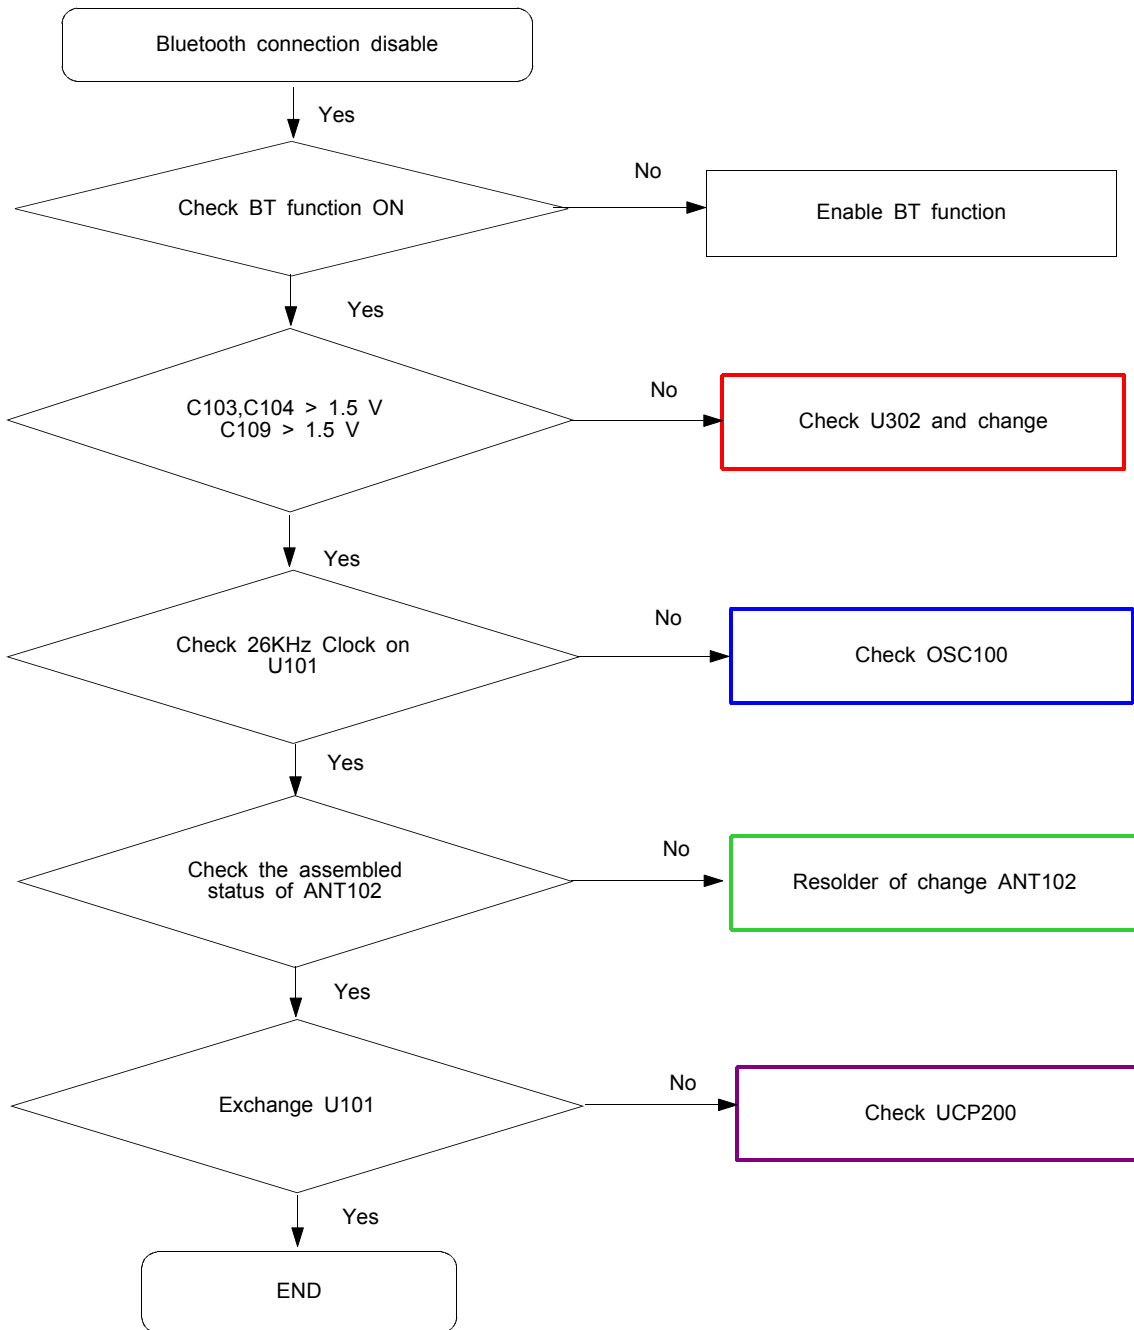 Bluetooth connection disable
Yes
Check BT function ON
No
Enable BT function
Yes
C103,C104 > 1.5 V
C109 > 1.5 V
No
Check U302 and change
Yes
Check 26KHz Clock on
U101
No
Check OSC100
Yes
Check the assembled
status of ANT102
No
Resolder of change ANT102
Yes
Exchange U101
No
Check UCP200
Yes
END